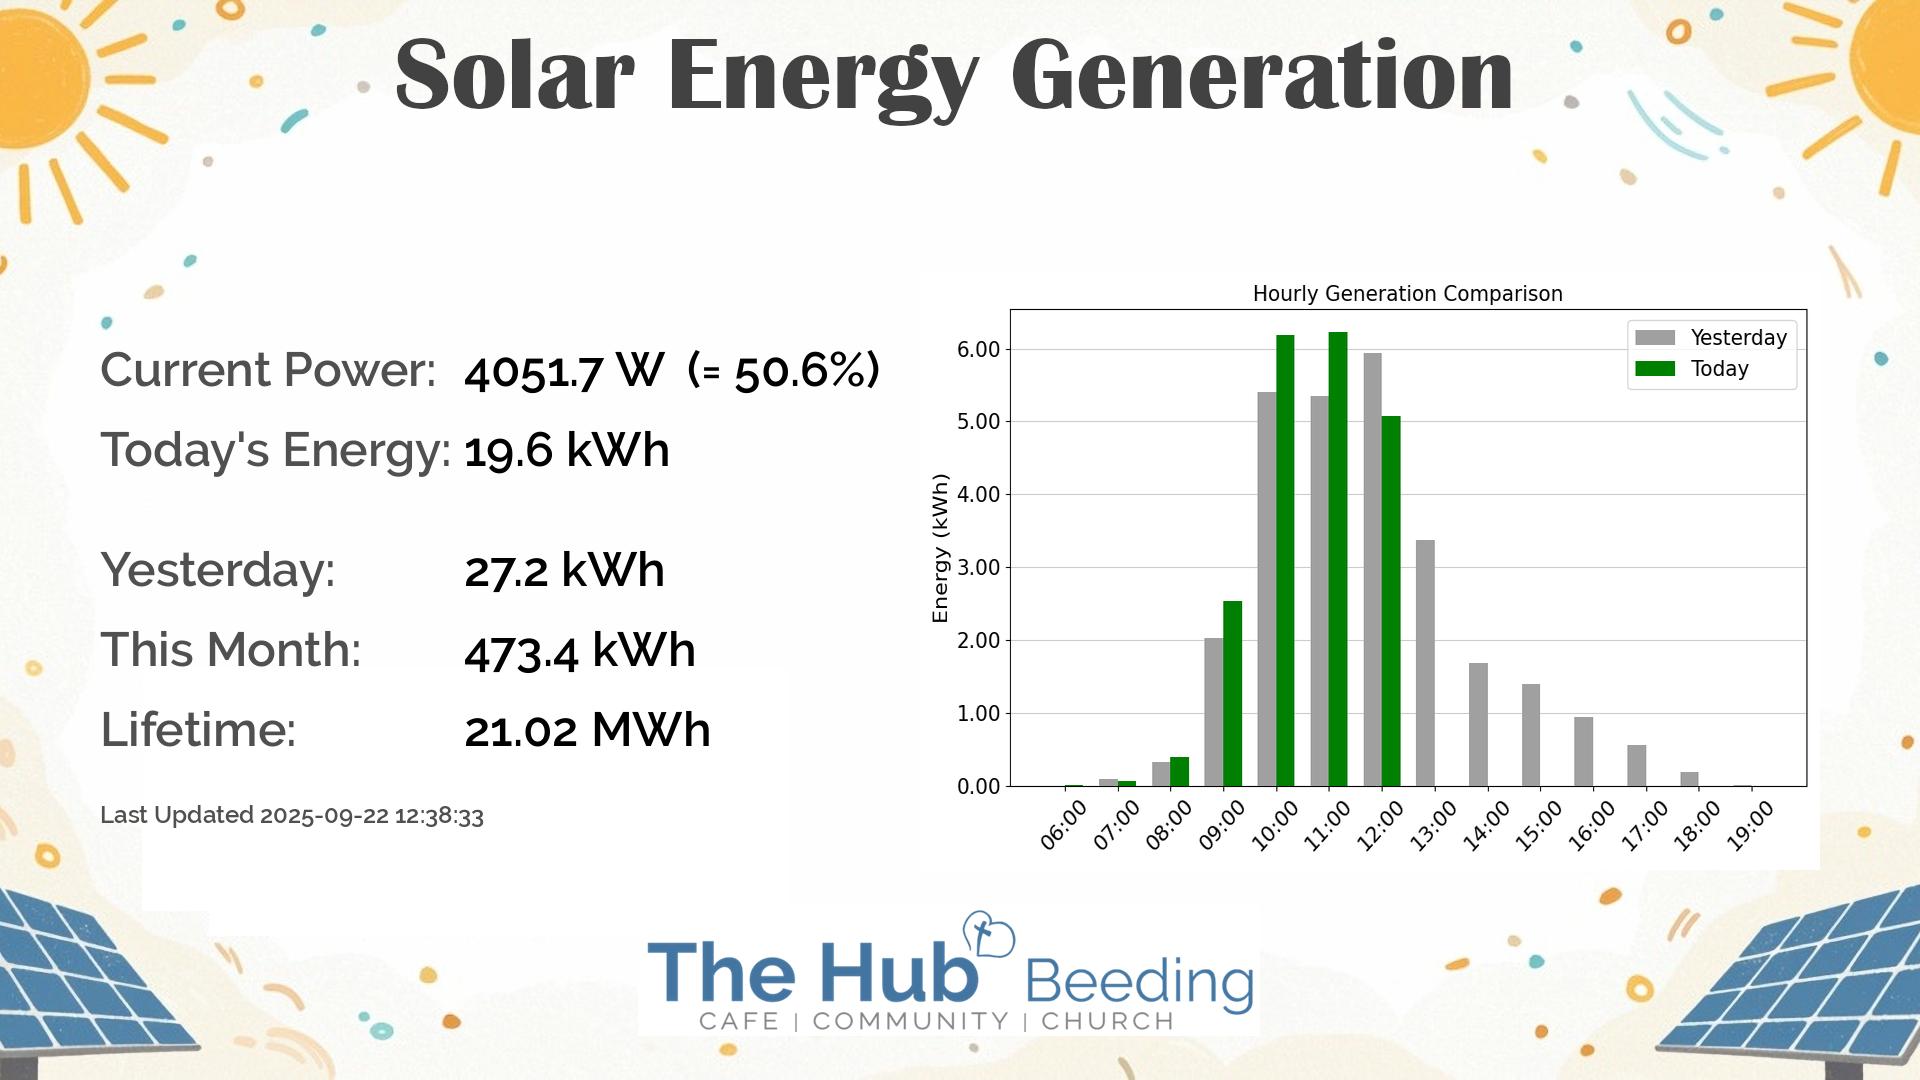 Solar Energy Generation
Current Power: 4051.7 W (= 50.6%)
Today's Energy: 19.6 kWh
Yesterday: 27.2 kWh
This Month: 473.4 kWh
Lifetime: 21.02 MWh
Last Updated 2025-09-22 12:38:33
Hourly Generation Comparison
Yesterday
Today
Energy (kWh)
6.00
5.00
4.00
3.00
2.00
1.00
0.00
06:00 07:00 08:00 09:00 10:00 11:00 12:00 13:00 14:00 15:00 16:00 17:00 18:00 19:00
The Hub Beeding
CAFE | COMMUNITY | CHURCH